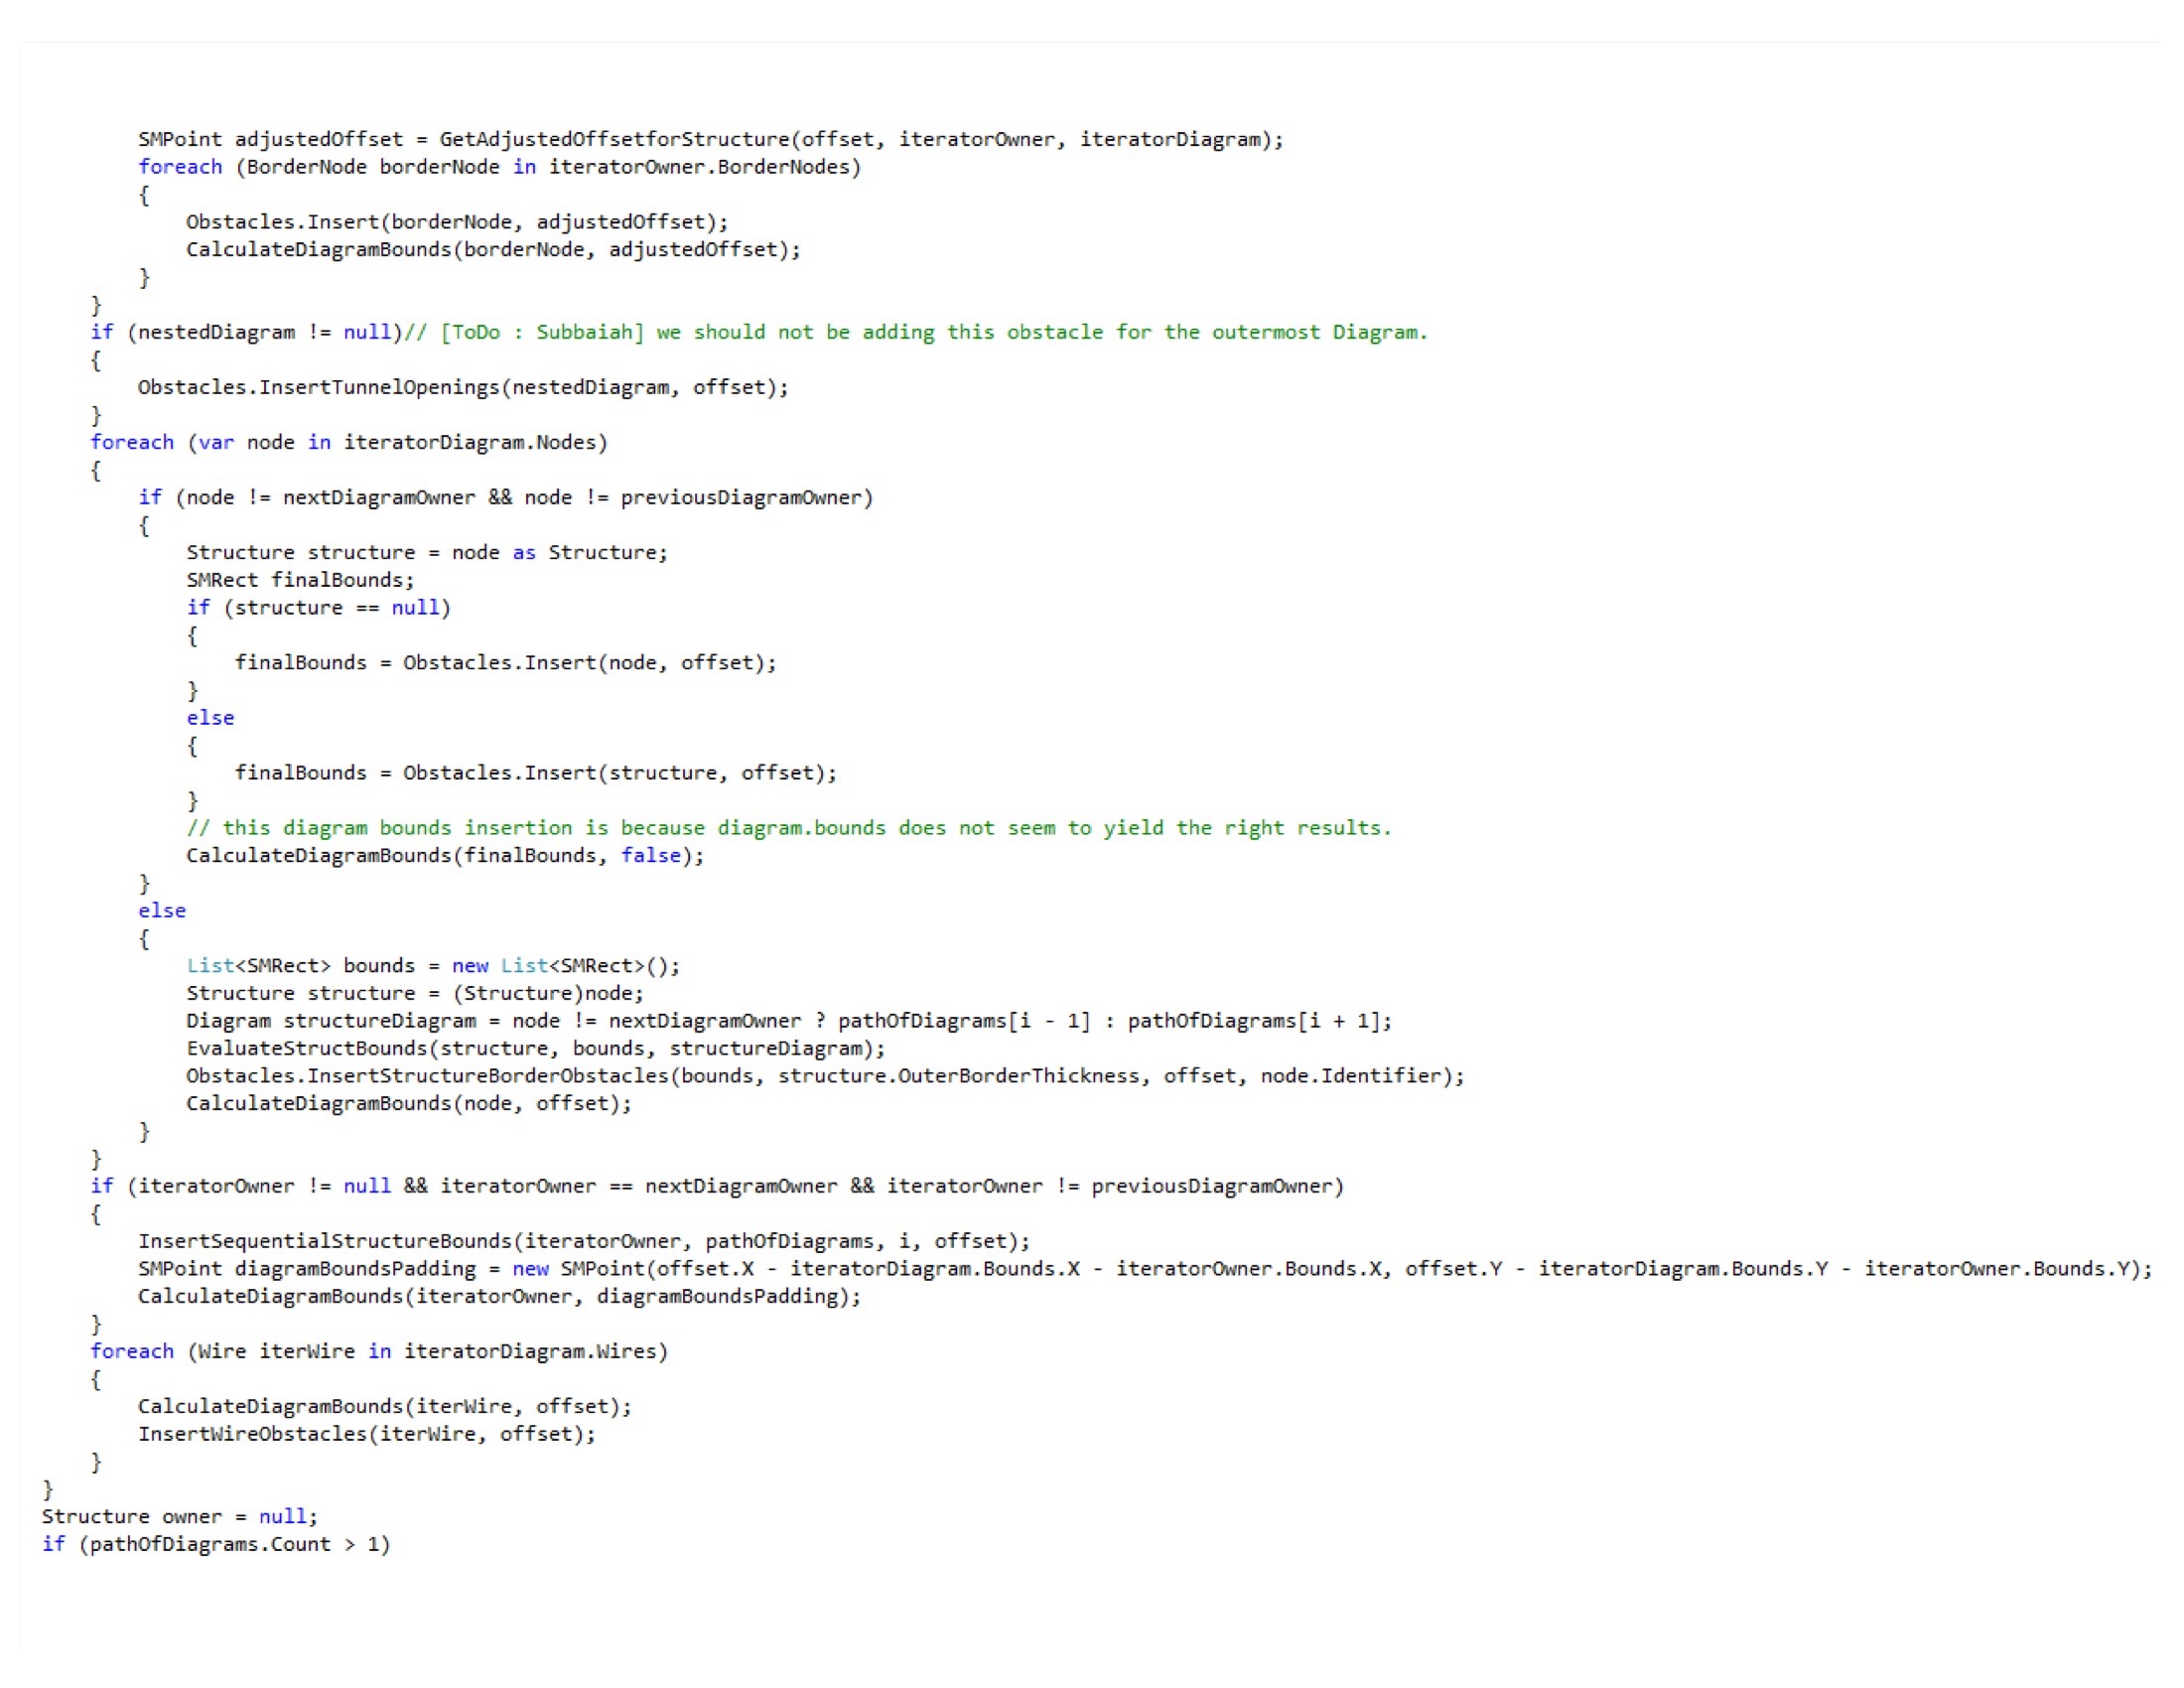 SMPoint adjustedOffset = GetAdjustedOffsetforStructure(offset, iteratorOwner, iteratorDiagram);
foreach (BorderNode borderNode in iteratorOwner.BorderNodes)
{
Obstacles.Insert(borderNode, adjustedOffset);
CalculateDiagramBounds(borderNode, adjustedOffset);
}
}
if (nestedDiagram != null)// [ToDo : Subbaiah] we should not be adding this obstacle for the outermost Diagram.
{
Obstacles.InsertTunnelOpenings(nestedDiagram, offset);
}
foreach (var node in iteratorDiagram.Nodes)
{
if (node != nextDiagramOwner && node != previousDiagramOwner)
{
Structure structure = node as Structure;
SMRect finalBounds;
if (structure == null)
{
finalBounds = Obstacles.Insert(node, offset);
}
else
{
finalBounds = Obstacles.Insert(structure, offset);
}
// this diagram bounds insertion is because diagram.bounds does not seem to yield the right results.
CalculateDiagramBounds(finalBounds, false);
}
else
{
List<SMRect> bounds = new List<SMRect>();
Structure structure = (Structure)node;
Diagram structureDiagram = node != nextDiagramOwner ? pathOfDiagrams[i - 1] : pathOfDiagrams[i + 1];
EvaluateStructBounds(structure, bounds, structureDiagram);
Obstacles.InsertStructureBorderObstacles(bounds, structure.OuterBorderThickness, offset, node.Identifier);
CalculateDiagramBounds(node, offset);
}
}
if (iteratorOwner != null && iteratorOwner == nextDiagramOwner && iteratorOwner != previousDiagramOwner)
{
InsertSequentialStructureBounds(iteratorOwner, pathOfDiagrams, i, offset);
SMPoint diagramBoundsPadding = new SMPoint(offset.X - iteratorDiagram.Bounds.X - iteratorOwner.Bounds.X, offset.Y - iteratorDiagram.Bounds.Y - iteratorOwner.Bounds.Y);
CalculateDiagramBounds(iteratorOwner, diagramBoundsPadding);
}
foreach (Wire iterWire in iteratorDiagram.Wires)
{
CalculateDiagramBounds(iterWire, offset);
InsertWireObstacles(iterWire, offset);
}
}
Structure owner = null;
if (pathOfDiagrams.Count > 1)